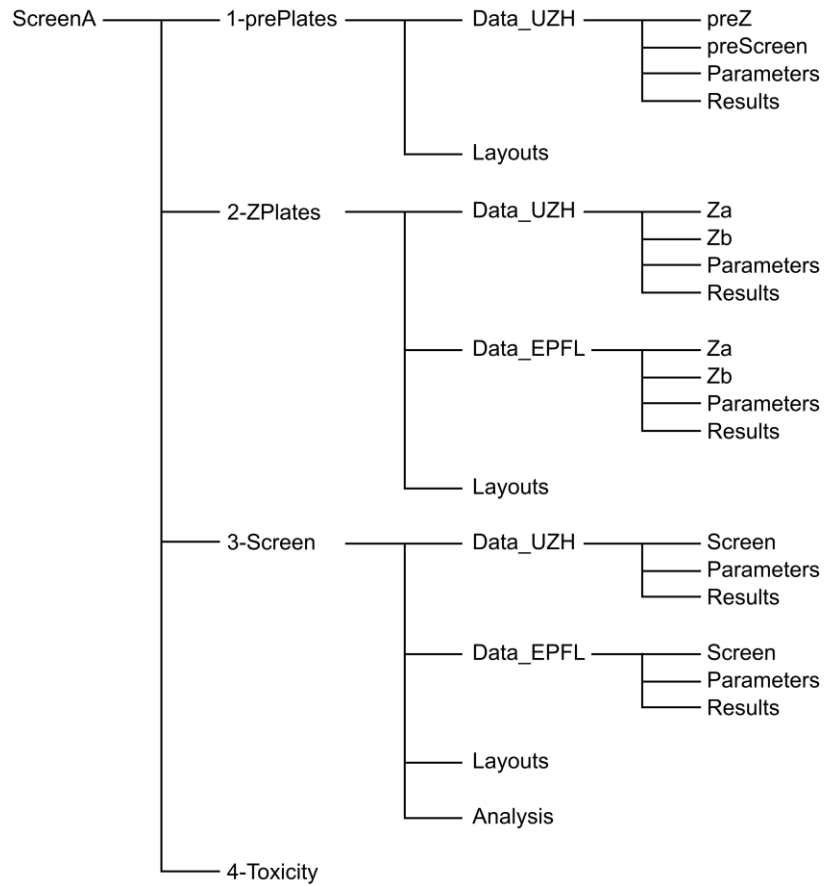 ScreenA 1-prePlates Data_UZH preZ
preScreen
Parameters
Results
Layouts
2-ZPlates Data_UZH Za
Zb
Parameters
Results
Data_EPFL Za
Zb
Parameters
Results
Layouts
3-Screen Data_UZH Screen
Parameters
Results
Data_EPFL Screen
Parameters
Results
Layouts
Analysis
4-Toxicity